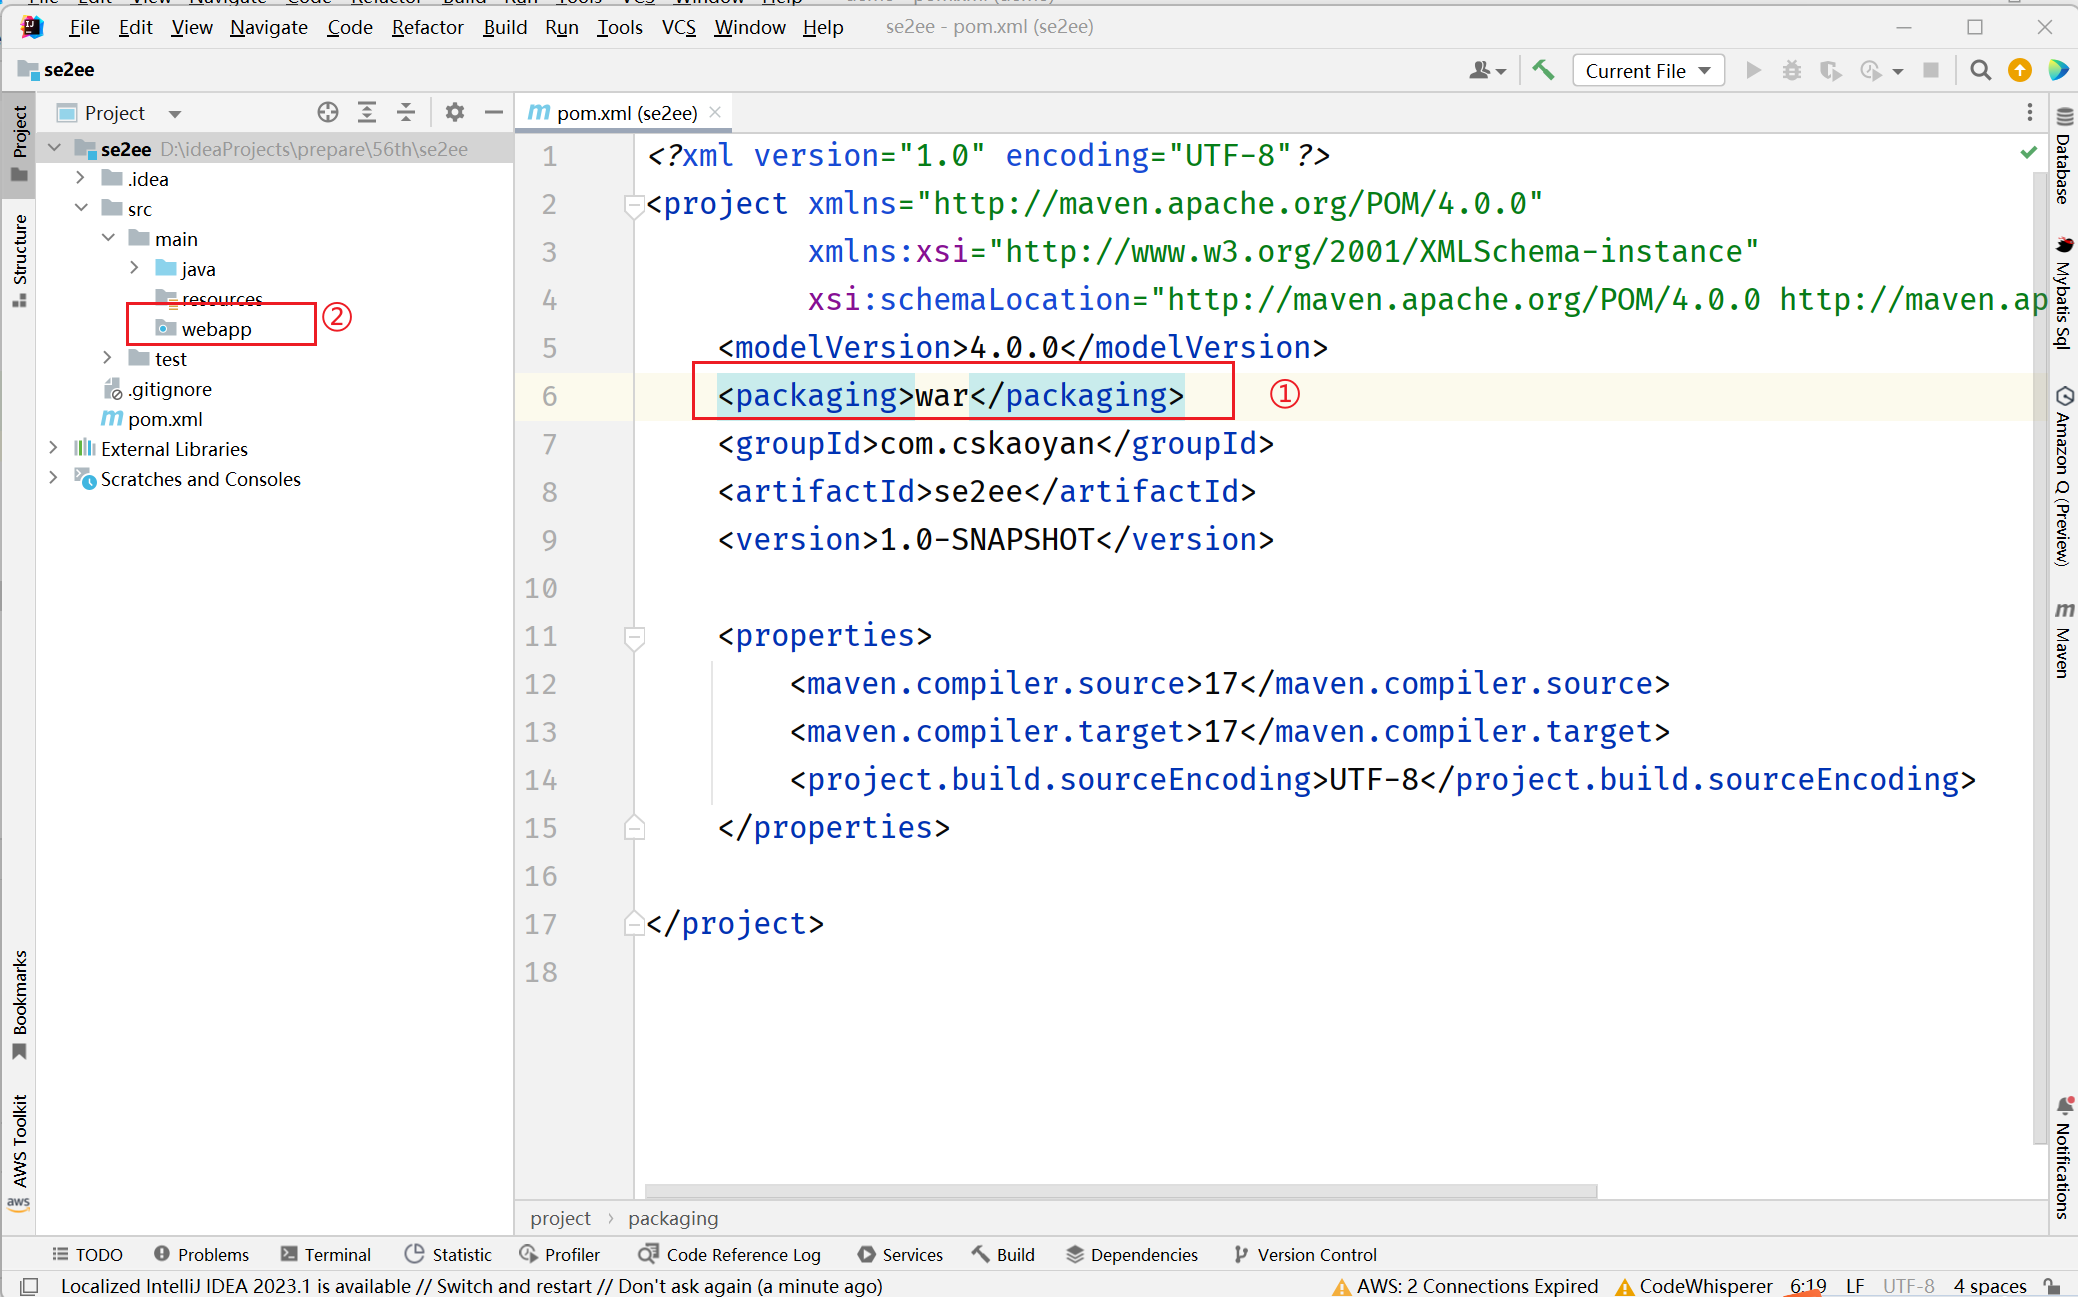 File Edit View Navigate Code Refactor Build Run Tools VCS Window Help se2ee - pom.xml (se2ee)
se2ee
Current File
Project
pom.xml (se2ee)
se2ee D:\ideaProjects\prepare\56th\se2ee
.idea
src
main
java
resources
webapp
②
test
.gitignore
pom.xml
External Libraries
Scratches and Consoles
1 <?xml version="1.0" encoding="UTF-8"?>
2 <project xmlns="http://maven.apache.org/POM/4.0.0"
3 xmlns:xsi="http://www.w3.org/2001/XMLSchema-instance"
4 xsi:schemaLocation="http://maven.apache.org/POM/4.0.0 http://maven.ap
5 <modelVersion>4.0.0</modelVersion>
6 <packaging>war</packaging> ①
7 <groupId>com.cskaoyan</groupId>
8 <artifactId>se2ee</artifactId>
9 <version>1.0-SNAPSHOT</version>
10
11 <properties>
12 <maven.compiler.source>17</maven.compiler.source>
13 <maven.compiler.target>17</maven.compiler.target>
14 <project.build.sourceEncoding>UTF-8</project.build.sourceEncoding>
15 </properties>
16
17 </project>
18
project › packaging
Project
Structure
Bookmarks
AWS Toolkit
aws
Database
Mybatis Sql
Amazon Q (Preview)
m Maven
Notifications
TODO Problems Terminal Statistic Profiler Code Reference Log Services Build Dependencies Version Control
Localized IntelliJ IDEA 2023.1 is available // Switch and restart // Don't ask again (a minute ago) AWS: 2 Connections Expired CodeWhisperer 6:19 LF UTF-8 4 spaces